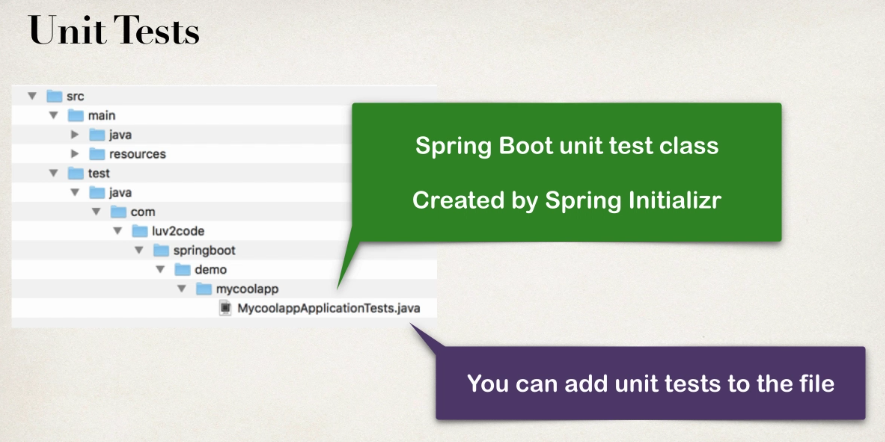 Unit Tests
src
main
java
resources
test
java
com
luv2code
springboot
demo
mycoolapp
MycoolappApplicationTests.java
Spring Boot unit test class
Created by Spring Initializr
You can add unit tests to the file